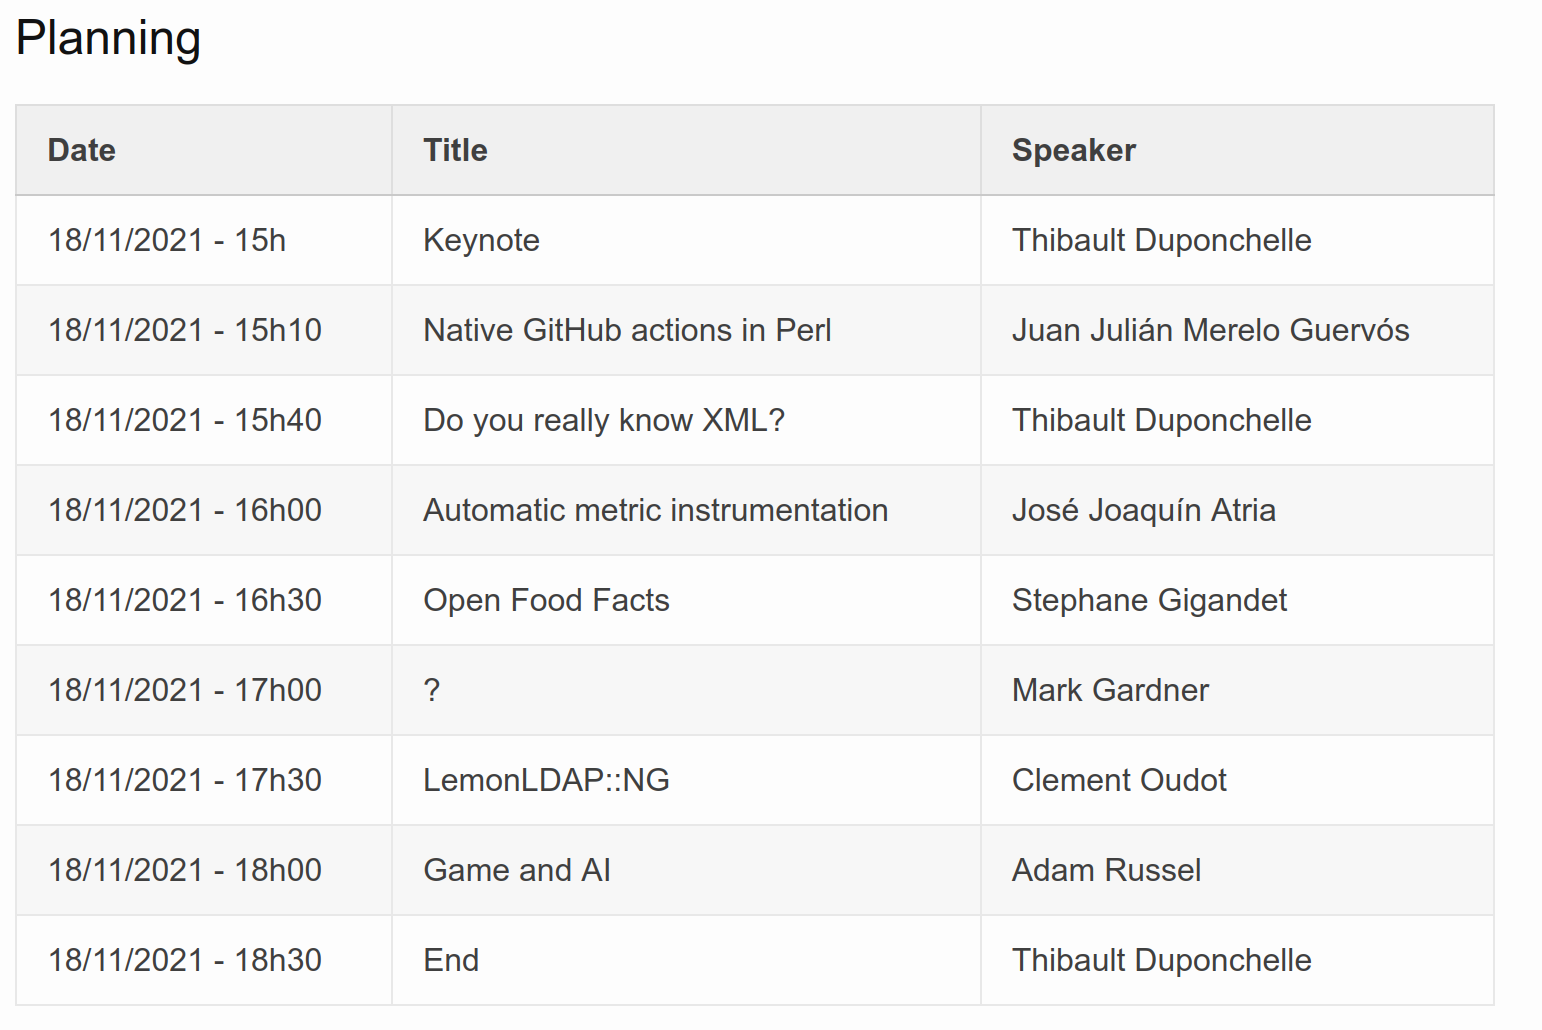 Planning
Date Title Speaker
18/11/2021 - 15h Keynote Thibault Duponchelle
18/11/2021 - 15h10 Native GitHub actions in Perl Juan Julián Merelo Guervós
18/11/2021 - 15h40 Do you really know XML? Thibault Duponchelle
18/11/2021 - 16h00 Automatic metric instrumentation José Joaquín Atria
18/11/2021 - 16h30 Open Food Facts Stephane Gigandet
18/11/2021 - 17h00 ? Mark Gardner
18/11/2021 - 17h30 LemonLDAP::NG Clement Oudot
18/11/2021 - 18h00 Game and AI Adam Russel
18/11/2021 - 18h30 End Thibault Duponchelle